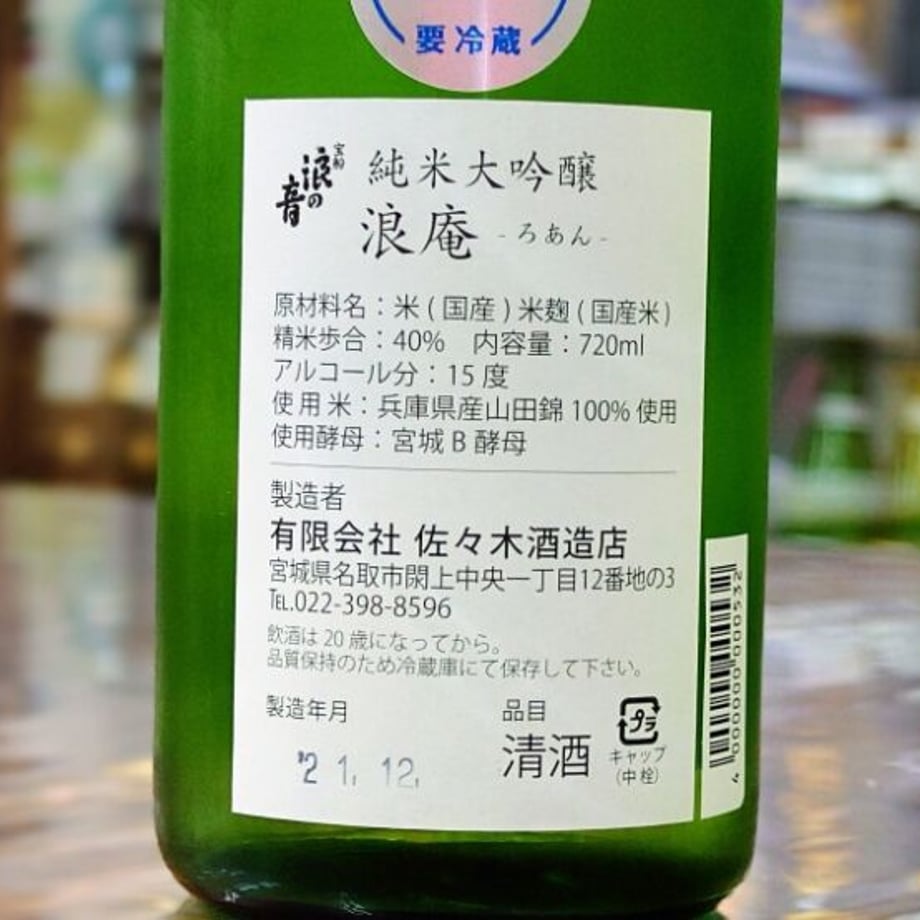 要冷蔵
宝船
浪の音
純米大吟醸
浪庵 -ろあん-
原材料名：米(国産)米麹(国産米)
精米歩合：40% 内容量：720ml
アルコール分：15度
使用米：兵庫県産山田錦100%使用
使用酵母：宮城B酵母
製造者
有限会社 佐々木酒造店
宮城県名取市閖上中央一丁目12番地の3
TEL.022-398-8596
飲酒は20歳になってから。
品質保持のため冷蔵庫にて保存して下さい。
製造年月
21. 12.
品目
清酒
プラ
キャップ
(中栓)
4 000000 000532